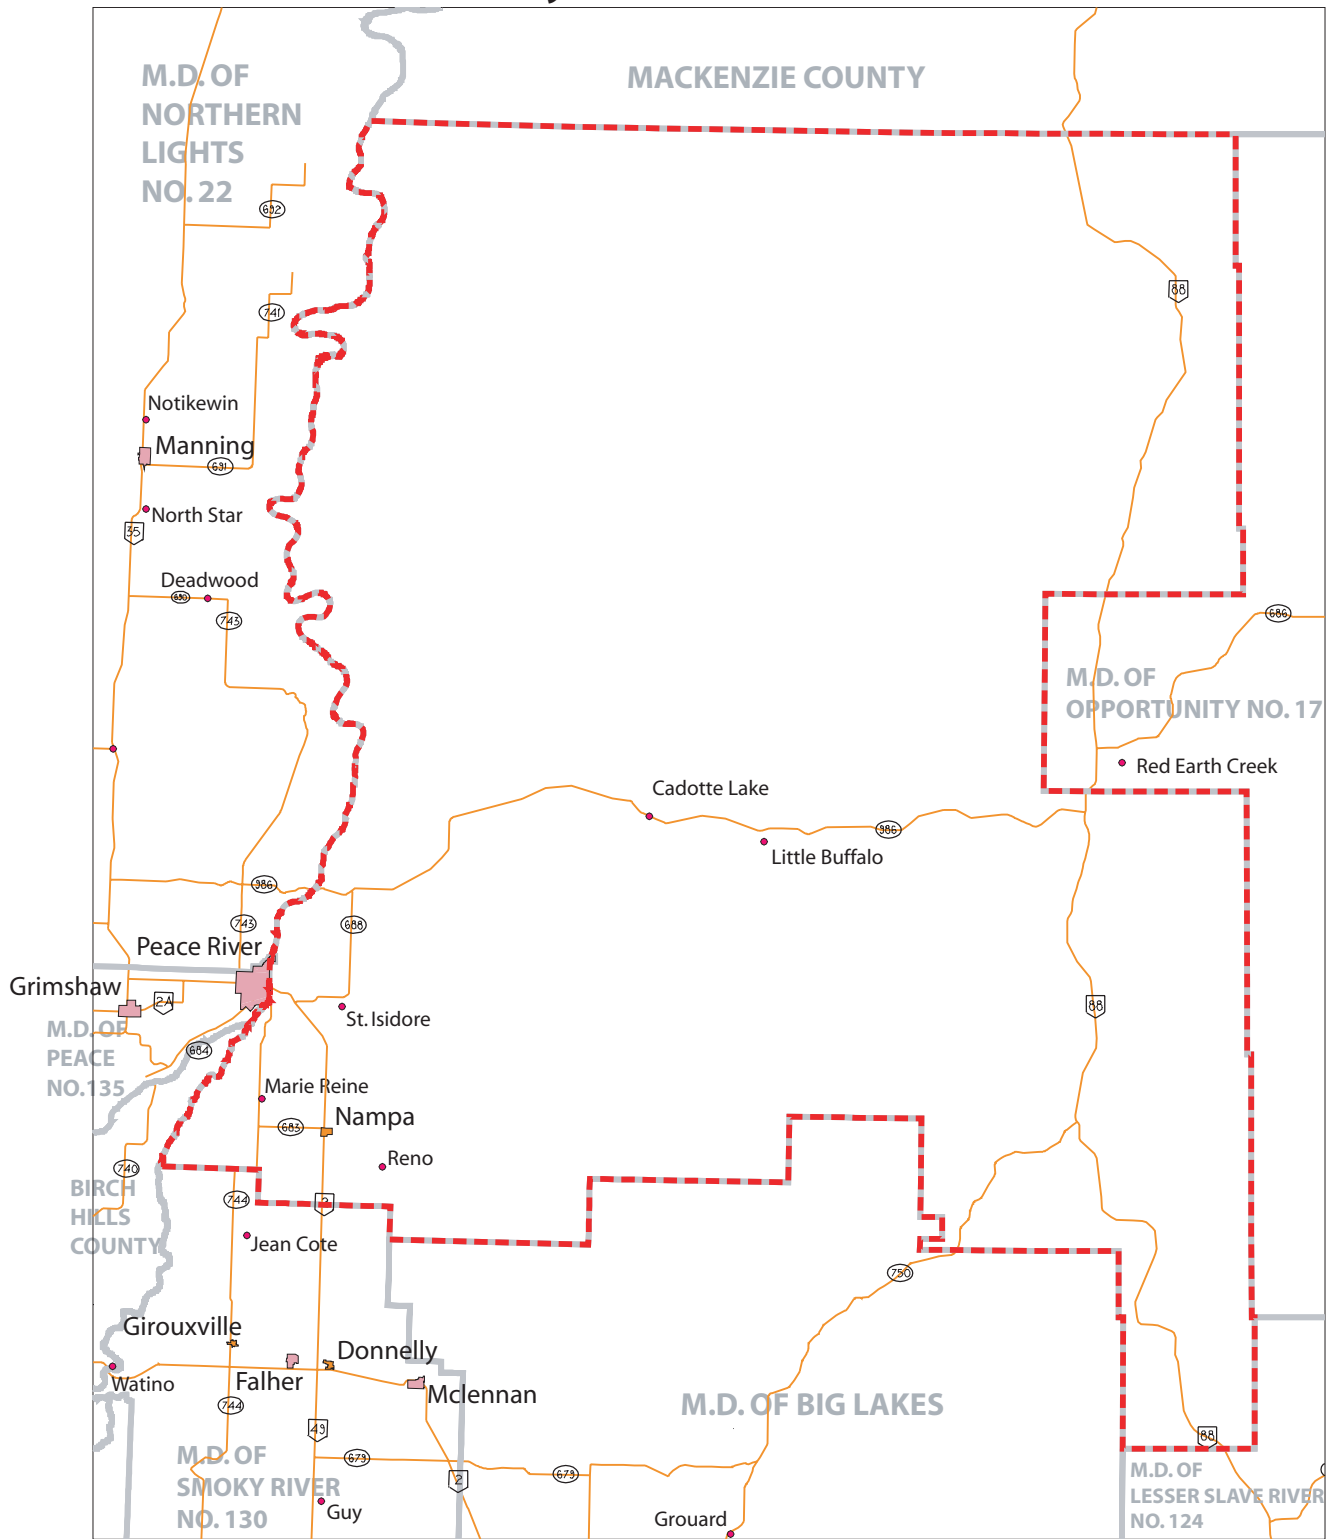 M.D. OF
NORTHERN
LIGHTS
NO. 22
MACKENZIE COUNTY
692
741
88
Notikewin
Manning
691
North Star
35
Deadwood
690
743
686
M.D. OF
OPPORTUNITY NO. 17
Red Earth Creek
Cadotte Lake
986
Little Buffalo
986
743
688
Peace River
Grimshaw
2A
St. Isidore
88
M.D. OF
PEACE
NO. 135
684
Marie Reine
Nampa
683
Reno
740
BIRCH
HILLS
COUNTY
744
2
Jean Cote
750
Girouxville
Donnelly
Watino
Falher
Mclennan
744
M.D. OF BIG LAKES
49
88
M.D. OF
SMOKY RIVER
NO. 130
679
2
679
M.D. OF
LESSER SLAVE RIVER
NO. 124
Guy
Grouard